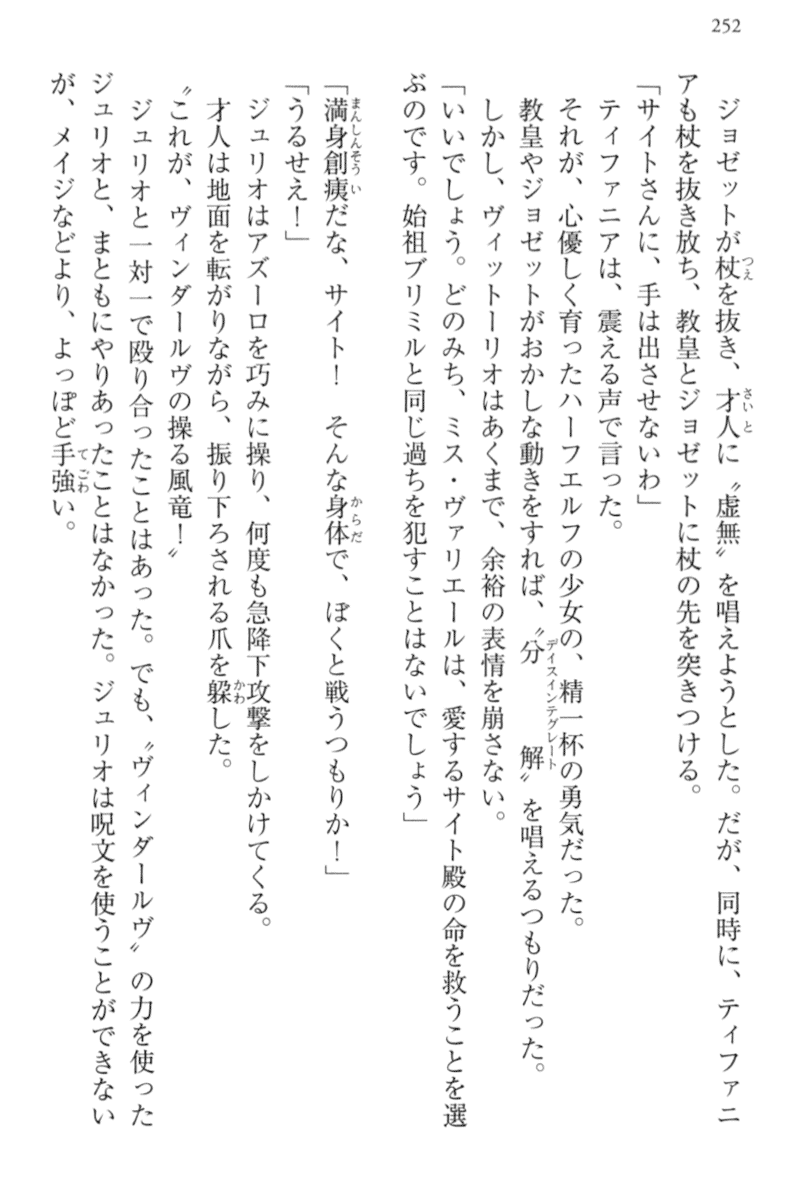 252
ジョゼットが杖を抜き、才人に〝虚無〟を唱えようとした。だが、同時に、ティファニ
アも杖を抜き放ち、教皇とジョゼットに杖の先を突きつける。
「サイトさんに、手は出させないわ」
ティファニアは、震える声で言った。
それが、心優しく育ったハーフエルフの少女の、精一杯の勇気だった。
教皇やジョゼットがおかしな動きをすれば、〝分解〟を唱えるつもりだった。
しかし、ヴィットーリオはあくまで、余裕の表情を崩さない。
「いいでしょう。どのみち、ミス・ヴァリエールは、愛するサイト殿の命を救うことを選
ぶのです。始祖ブリミルと同じ過ちを犯すことはないでしょう」
「満身創痍だな、サイト！　そんな身体で、ぼくと戦うつもりか！」
「うるせえ！」
ジュリオはアズーロを巧みに操り、何度も急降下攻撃をしかけてくる。
才人は地面を転がりながら、振り下ろされる爪を躱した。
〝これが、ヴィンダールヴの操る風竜！〟
ジュリオと一対一で殴り合ったことはあった。でも、〝ヴィンダールヴ〟の力を使った
ジュリオと、まともにやりあったことはなかった。ジュリオは呪文を使うことができない
が、メイジなどより、よっぽど手強い。